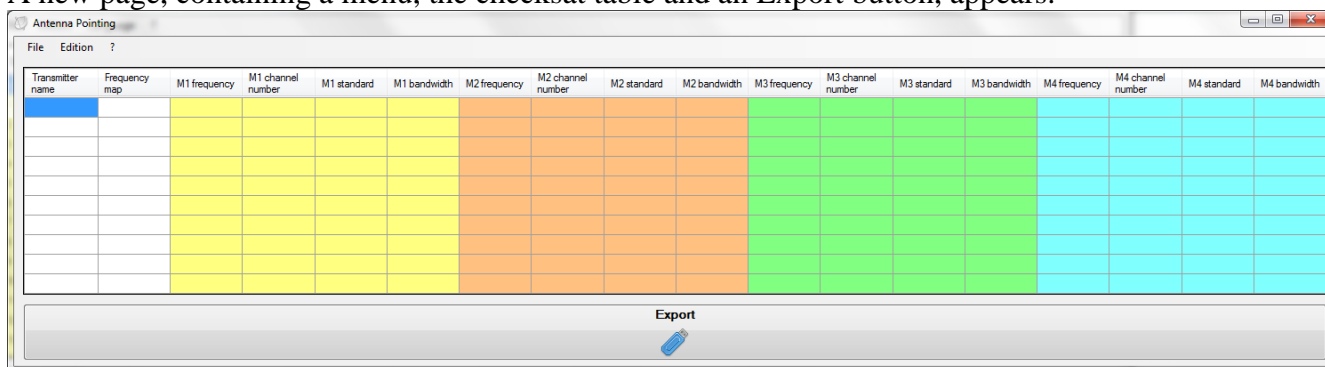 A new page, containing a menu, the checksat table and an Export button, appears.
Antenna Pointing
File Edition ?
Transmitter name Frequency map M1 frequency M1 channel number M1 standard M1 bandwidth M2 frequency M2 channel number M2 standard M2 bandwidth M3 frequency M3 channel number M3 standard M3 bandwidth M4 frequency M4 channel number M4 standard M4 bandwidth
Export